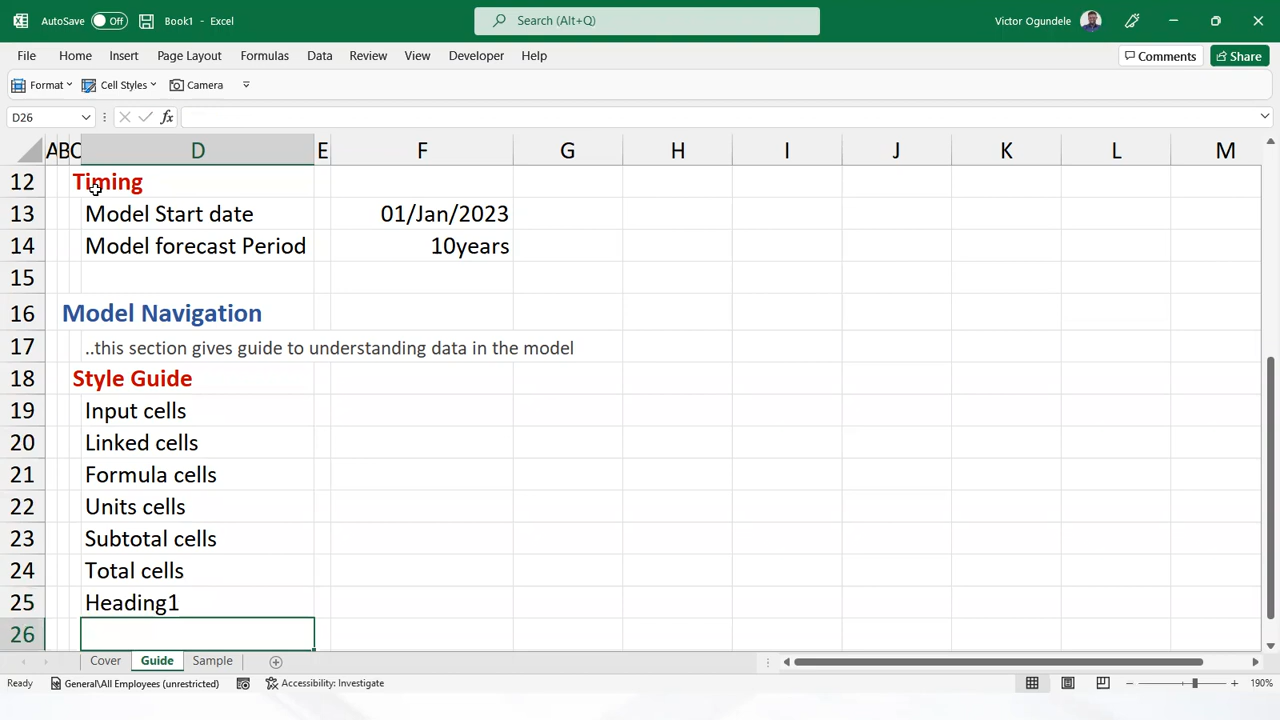 AutoSave Off Book1 - Excel Search (Alt+Q) Victor Ogundele
File Home Insert Page Layout Formulas Data Review View Developer Help Comments Share
Format Cell Styles Camera
D26 fx
A B C D E F G H I J K L M
12 Timing
13 Model Start date 01/Jan/2023
14 Model forecast Period 10years
15
16 Model Navigation
17 ..this section gives guide to understanding data in the model
18 Style Guide
19 Input cells
20 Linked cells
21 Formula cells
22 Units cells
23 Subtotal cells
24 Total cells
25 Heading1
26
Cover Guide Sample
Ready General\All Employees (unrestricted) Accessibility: Investigate 190%